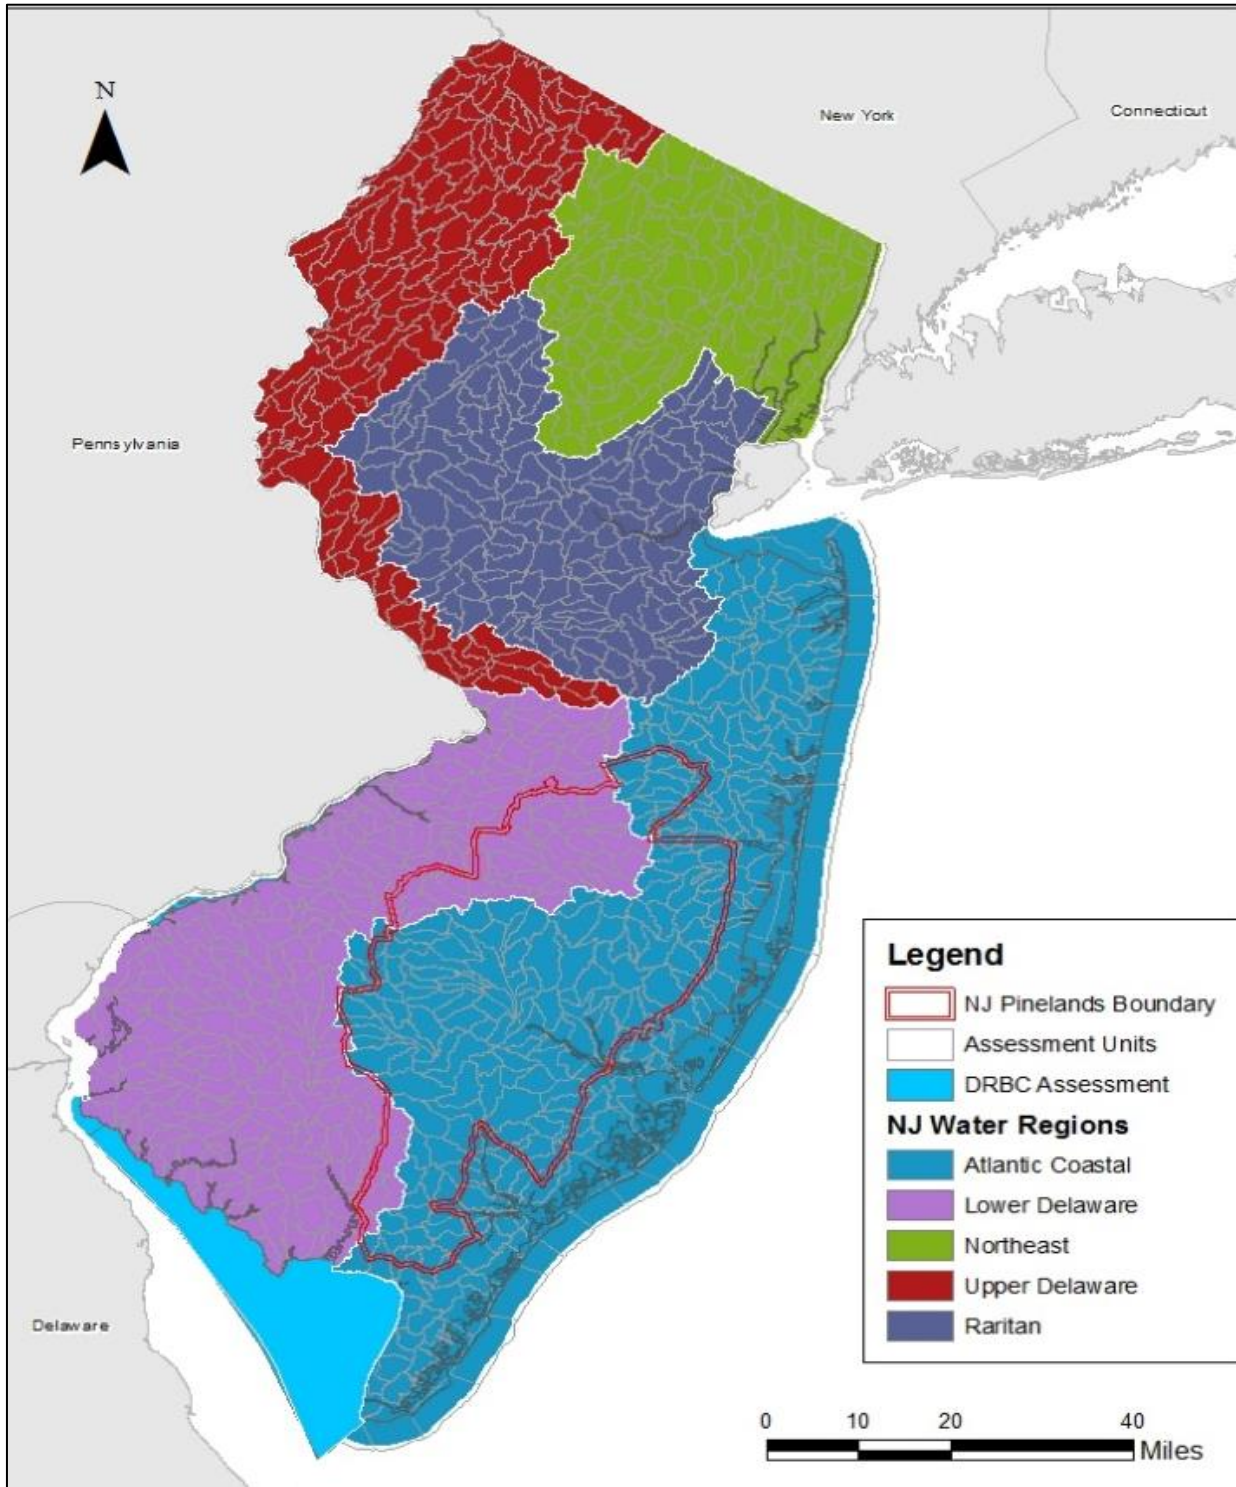 N
New York
Connecticut
Pennsylvania
Legend
NJ Pinelands Boundary
Assessment Units
DRBC Assessment
NJ Water Regions
Atlantic Coastal
Lower Delaware
Northeast
Upper Delaware
Raritan
Delaware
0 10 20 40
Miles